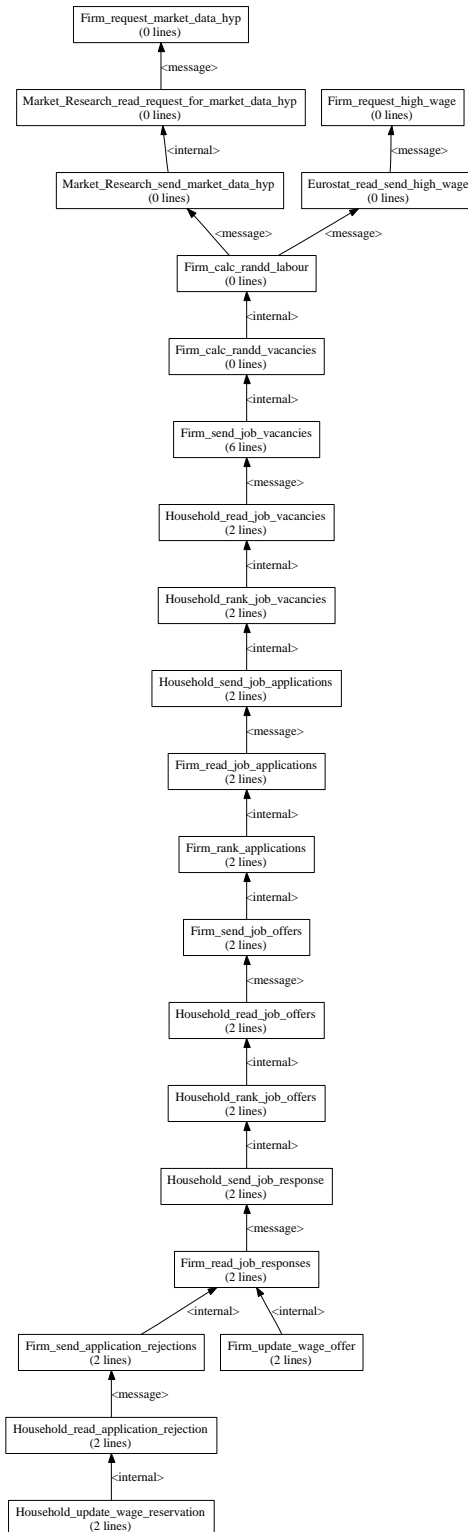 Firm_request_market_data_hyp
(0 lines)
<message>
Market_Research_read_request_for_market_data_hyp
(0 lines)
Firm_request_high_wage
(0 lines)
<internal>
<message>
Market_Research_send_market_data_hyp
(0 lines)
Eurostat_read_send_high_wage
(0 lines)
<message>
<message>
Firm_calc_randd_labour
(0 lines)
<internal>
Firm_calc_randd_vacancies
(0 lines)
<internal>
Firm_send_job_vacancies
(6 lines)
<message>
Household_read_job_vacancies
(2 lines)
<internal>
Household_rank_job_vacancies
(2 lines)
<internal>
Household_send_job_applications
(2 lines)
<message>
Firm_read_job_applications
(2 lines)
<internal>
Firm_rank_applications
(2 lines)
<internal>
Firm_send_job_offers
(2 lines)
<message>
Household_read_job_offers
(2 lines)
<internal>
Household_rank_job_offers
(2 lines)
<internal>
Household_send_job_response
(2 lines)
<message>
Firm_read_job_responses
(2 lines)
<internal>
<internal>
Firm_send_application_rejections
(2 lines)
Firm_update_wage_offer
(2 lines)
<message>
Household_read_application_rejection
(2 lines)
<internal>
Household_update_wage_reservation
(2 lines)